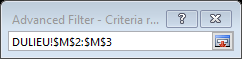 Advanced Filter - Criteria r...
DULIEU!$M$2:$M$3